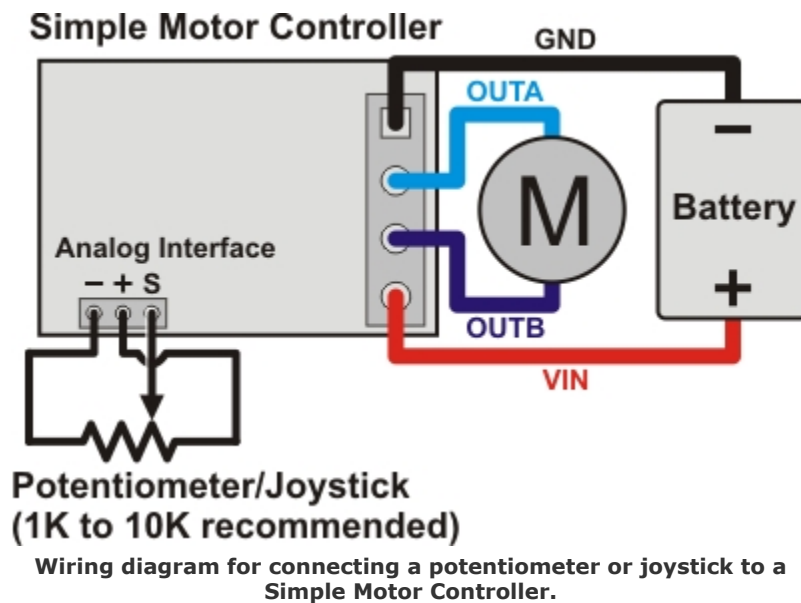 Simple Motor Controller
GND
OUTA
M
−
Battery
+
Analog Interface
− + S
OUTB
VIN
Potentiometer/Joystick
(1K to 10K recommended)
Wiring diagram for connecting a potentiometer or joystick to a
Simple Motor Controller.